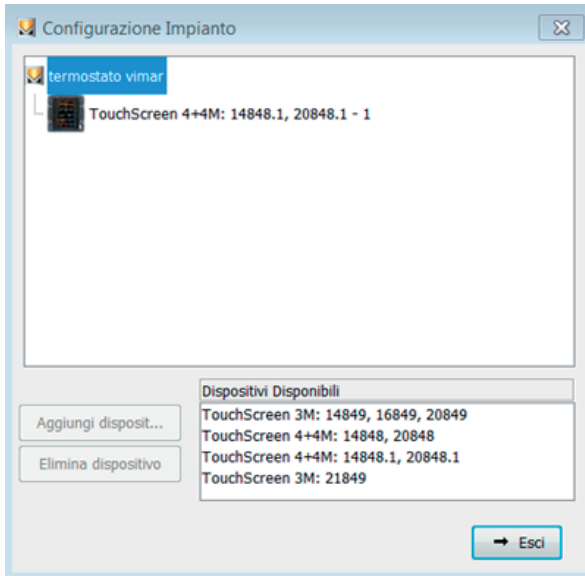 Configurazione Impianto
termostato vimar
TouchScreen 4+4M: 14848.1, 20848.1 - 1
Dispositivi Disponibili
Aggiungi disposit...
Elimina dispositivo
TouchScreen 3M: 14849, 16849, 20849
TouchScreen 4+4M: 14848, 20848
TouchScreen 4+4M: 14848.1, 20848.1
TouchScreen 3M: 21849
Esci